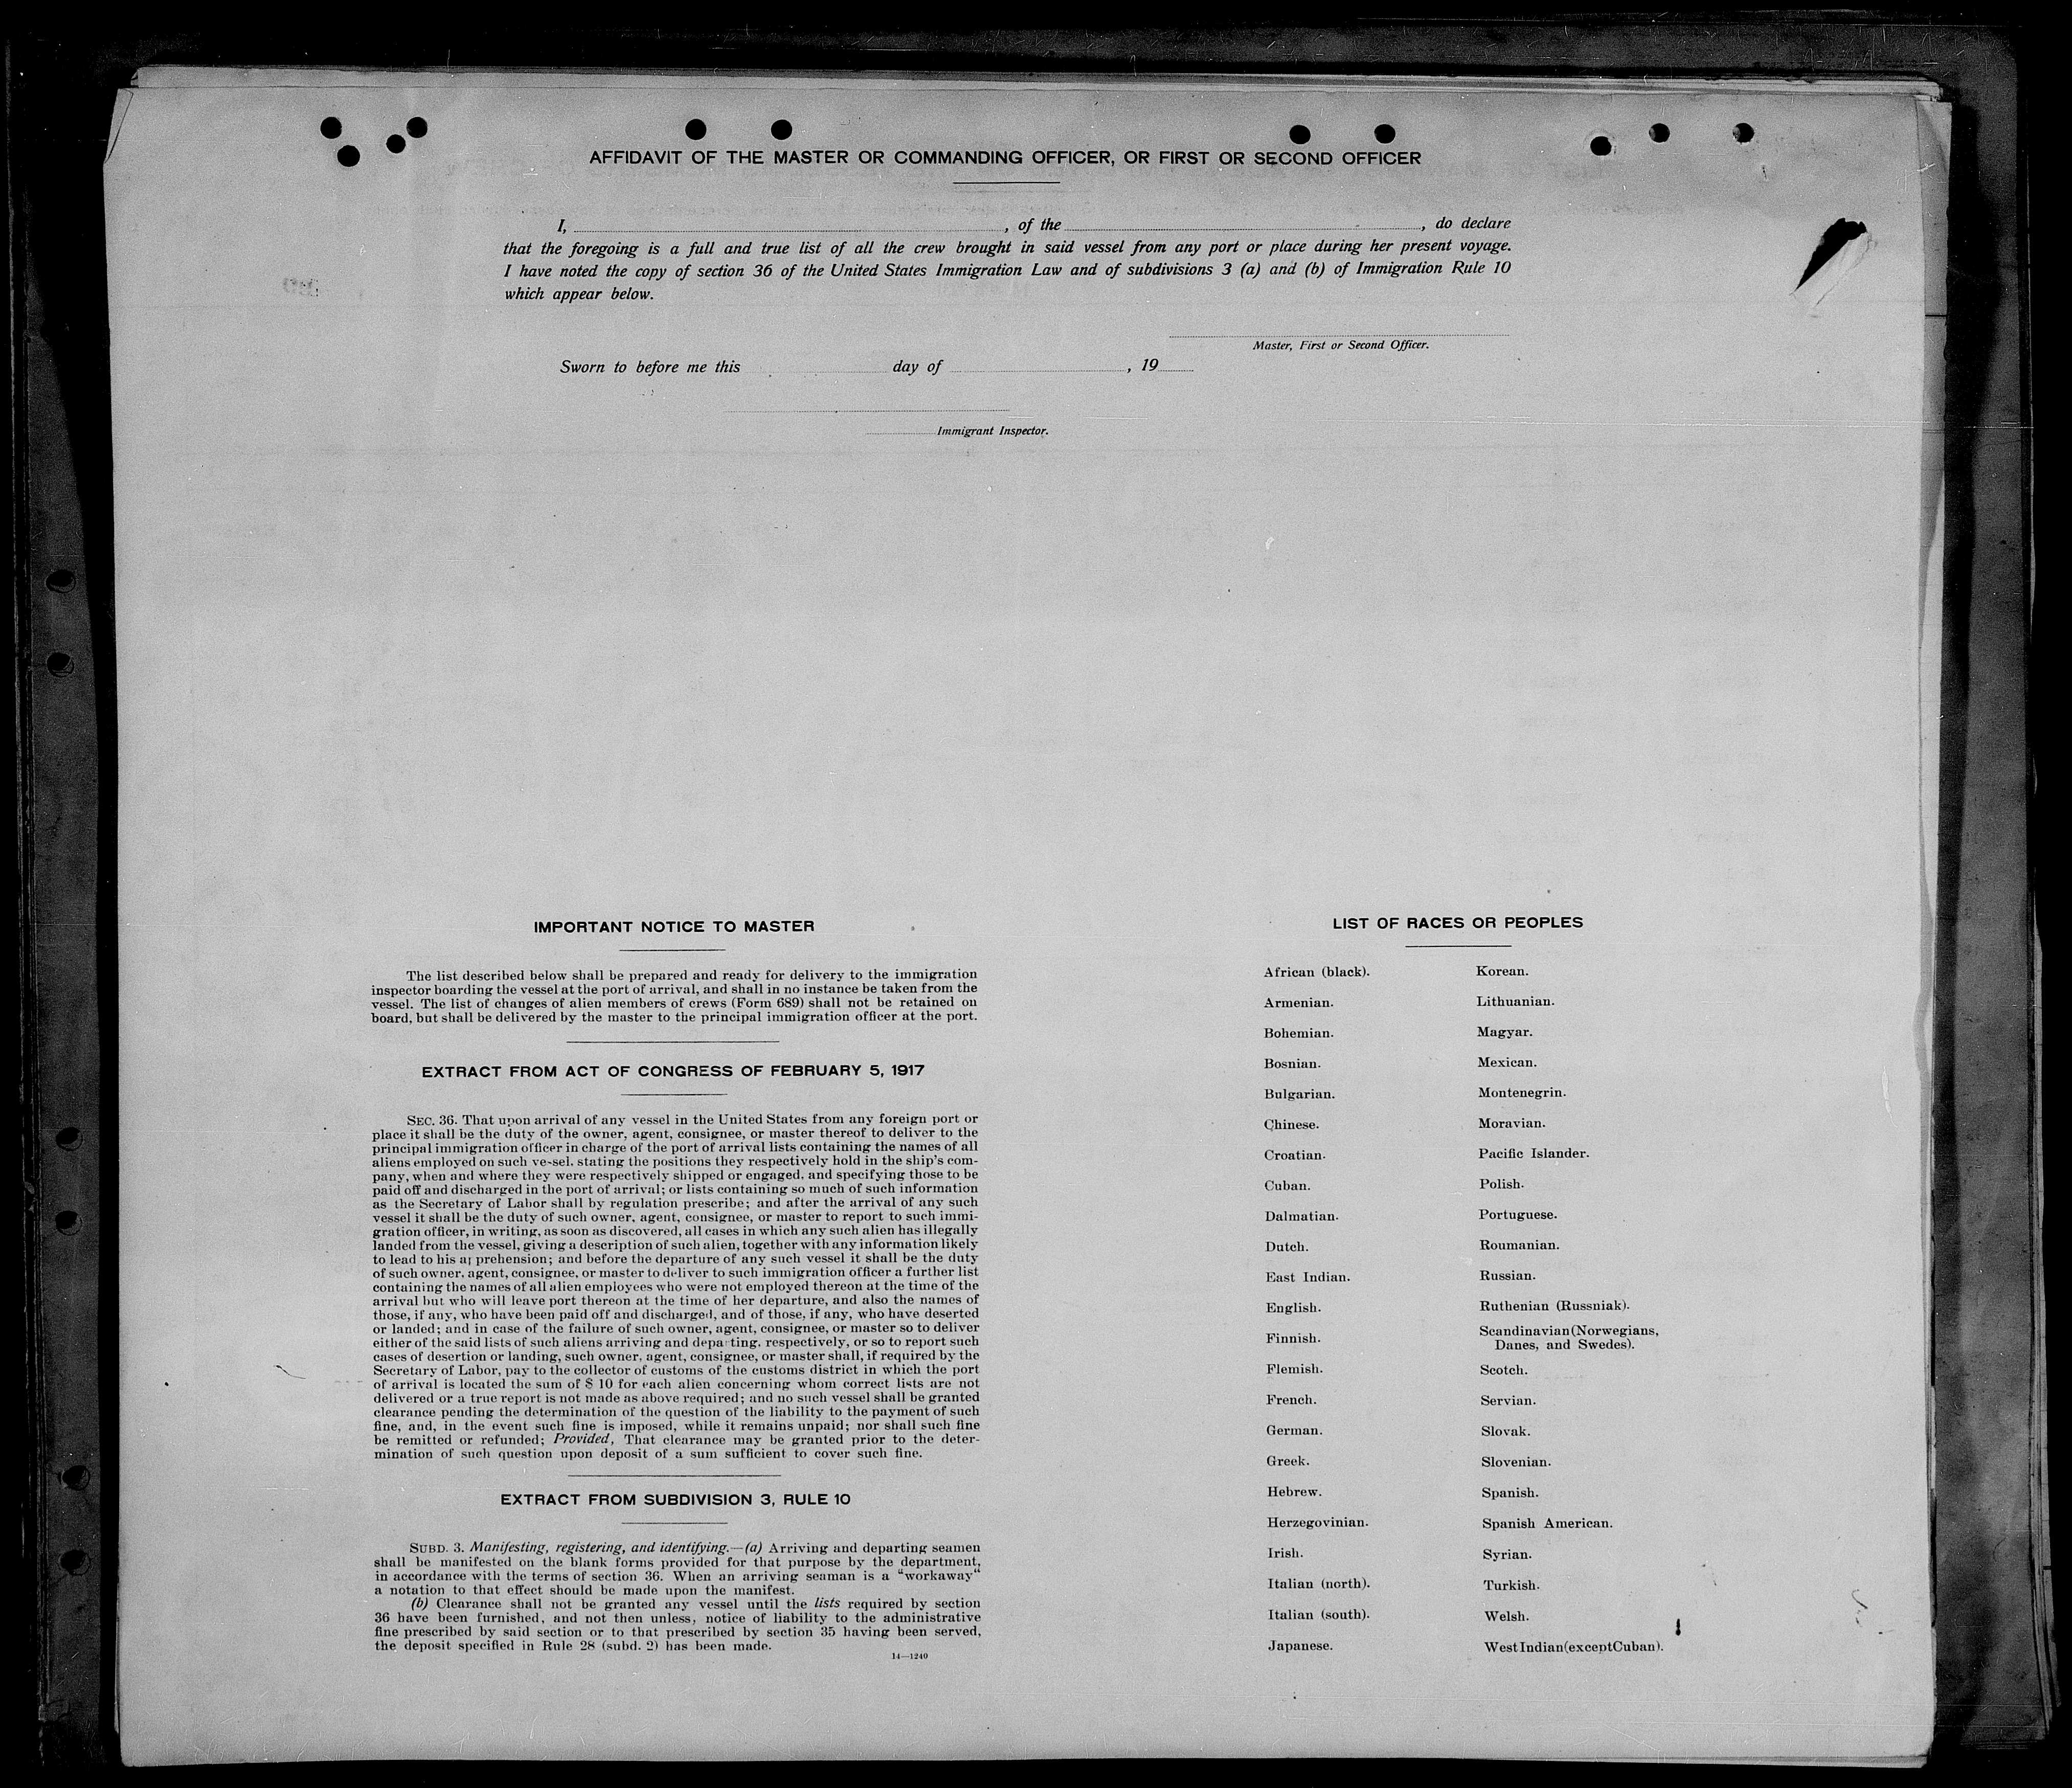 AFFIDAVIT OF THE MASTER OR COMMANDING OFFICER, OR FIRST OR SECOND OFFICER
I, , of the , do declare
that the foregoing is a full and true list of all the crew brought in said vessel from any port or place during her present voyage.
I have noted the copy of section 36 of the United States Immigration Law and of subdivisions 3 (a) and (b) of Immigration Rule 10
which appear below.
Master, First or Second Officer.
Sworn to before me this day of , 19
Immigrant Inspector.
IMPORTANT NOTICE TO MASTER
The list described below shall be prepared and ready for delivery to the immigration
inspector boarding the vessel at the port of arrival, and shall in no instance be taken from the
vessel. The list of changes of alien members of crews (Form 689) shall not be retained on
board, but shall be delivered by the master to the principal immigration officer at the port.
EXTRACT FROM ACT OF CONGRESS OF FEBRUARY 5, 1917
SEC. 36. That upon arrival of any vessel in the United States from any foreign port or
place it shall be the duty of the owner, agent, consignee, or master thereof to deliver to the
principal immigration officer in charge of the port of arrival lists containing the names of all
aliens employed on such ve-sel, stating the positions they respectively hold in the ship's com-
pany, when and where they were respectively shipped or engaged, and specifying those to be
paid off and discharged in the port of arrival; or lists containing so much of such information
as the Secretary of Labor shall by regulation prescribe; and after the arrival of any such
vessel it shall be the duty of such owner, agent, consignee, or master to report to such immi-
gration officer, in writing, as soon as discovered, all cases in which any such alien has illegally
landed from the vessel, giving a description of such alien, together with any information likely
to lead to his apprehension; and before the departure of any such vessel it shall be the duty
of such owner, agent, consignee, or master to deliver to such immigration officer a further list
containing the names of all alien employees who were not employed thereon at the time of the
arrival but who will leave port thereon at the time of her departure, and also the names of
those, if any, who have been paid off and discharged, and of those, if any, who have deserted
or landed; and in case of the failure of such owner, agent, consignee, or master so to deliver
either of the said lists of such aliens arriving and departing, respectively, or so to report such
cases of desertion or landing, such owner, agent, consignee, or master shall, if required by the
Secretary of Labor, pay to the collector of customs of the customs district in which the port
of arrival is located the sum of $ 10 for each alien concerning whom correct lists are not
delivered or a true report is not made as above required; and no such vessel shall be granted
clearance pending the determination of the question of the liability to the payment of such
fine, and, in the event such fine is imposed, while it remains unpaid; nor shall such fine
be remitted or refunded; Provided, That clearance may be granted prior to the deter-
mination of such question upon deposit of a sum sufficient to cover such fine.
EXTRACT FROM SUBDIVISION 3, RULE 10
SUBD. 3. Manifesting, registering, and identifying.—(a) Arriving and departing seamen
shall be manifested on the blank forms provided for that purpose by the department,
in accordance with the terms of section 36. When an arriving seaman is a "workaway"
a notation to that effect should be made upon the manifest.
(b) Clearance shall not be granted any vessel until the lists required by section
36 have been furnished, and not then unless, notice of liability to the administrative
fine prescribed by said section or to that prescribed by section 35 having been served,
the deposit specified in Rule 28 (subd. 2) has been made.
14—1240
LIST OF RACES OR PEOPLES
African (black).
Armenian.
Bohemian.
Bosnian.
Bulgarian.
Chinese.
Croatian.
Cuban.
Dalmatian.
Dutch.
East Indian.
English.
Finnish.
Flemish.
French.
German.
Greek.
Hebrew.
Herzegovinian.
Irish.
Italian (north).
Italian (south).
Japanese.
Korean.
Lithuanian.
Magyar.
Mexican.
Montenegrin.
Moravian.
Pacific Islander.
Polish.
Portuguese.
Roumanian.
Russian.
Ruthenian (Russniak).
Scandinavian (Norwegians,
Danes, and Swedes).
Scotch.
Servian.
Slovak.
Slovenian.
Spanish.
Spanish American.
Syrian.
Turkish.
Welsh.
West Indian (except Cuban).